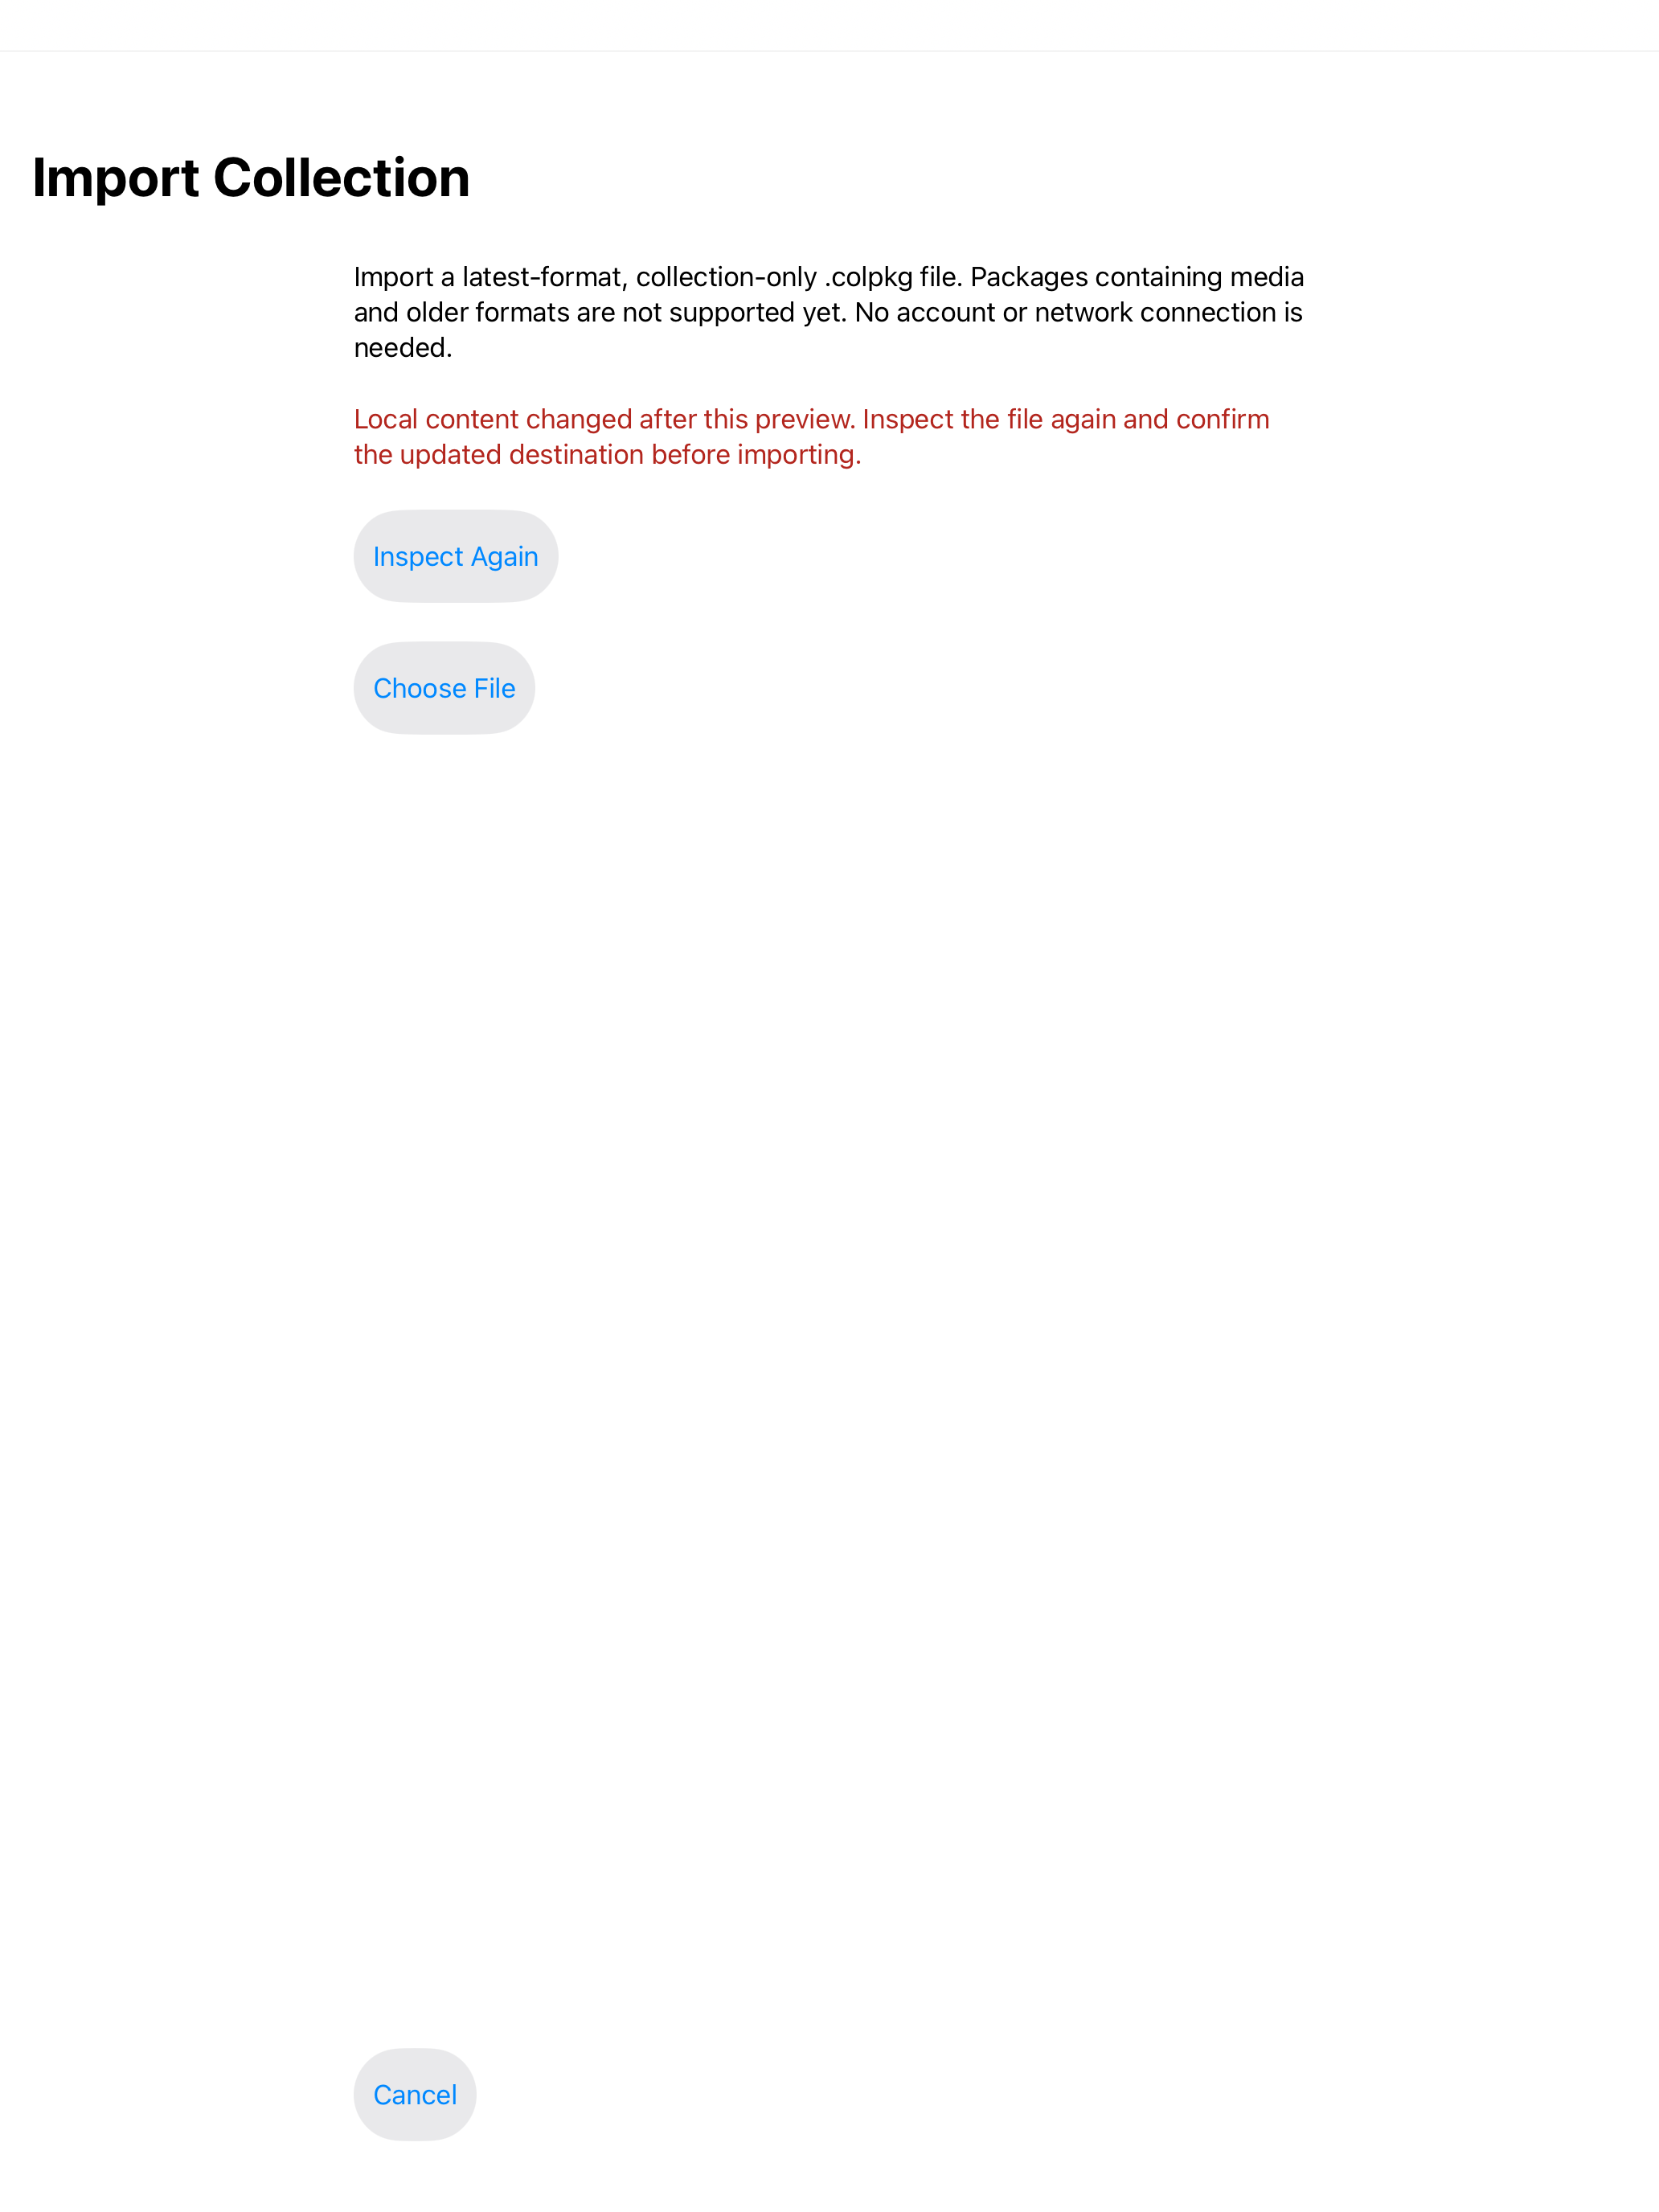 Import Collection
Import a latest-format, collection-only .colpkg file. Packages containing media
and older formats are not supported yet. No account or network connection is
needed.
Local content changed after this preview. Inspect the file again and confirm
the updated destination before importing.
Inspect Again
Choose File
Cancel